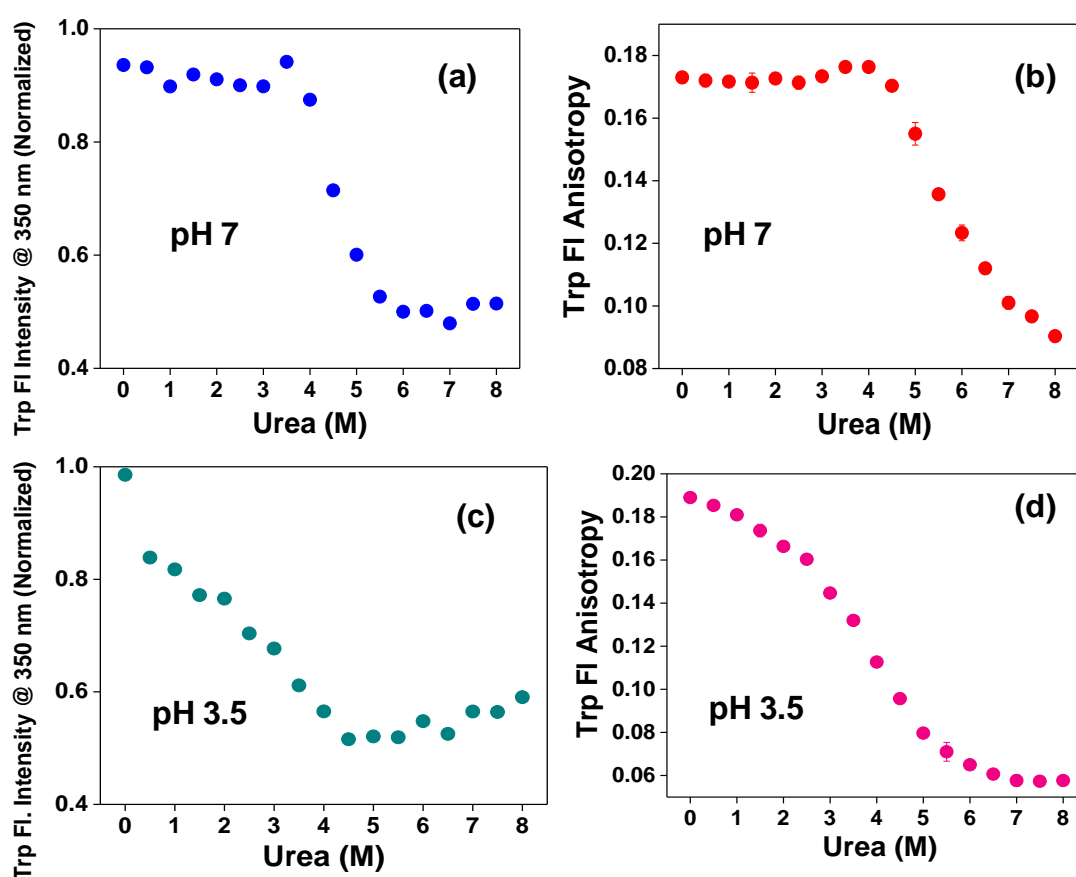 Trp Fl Intensity @ 350 nm (Normalized)
1.0
0.8
0.6
0.4
(a)
pH 7
0 1 2 3 4 5 6 7 8
Urea (M)
Trp Fl Anisotropy
0.18
0.16
0.14
0.12
0.10
0.08
(b)
pH 7
0 1 2 3 4 5 6 7 8
Urea (M)
Trp Fl. Intensity @ 350 nm (Normalized)
1.0
0.8
0.6
0.4
(c)
pH 3.5
0 1 2 3 4 5 6 7 8
Urea (M)
Trp Fl Anisotropy
0.20
0.18
0.16
0.14
0.12
0.10
0.08
0.06
(d)
pH 3.5
0 1 2 3 4 5 6 7 8
Urea (M)